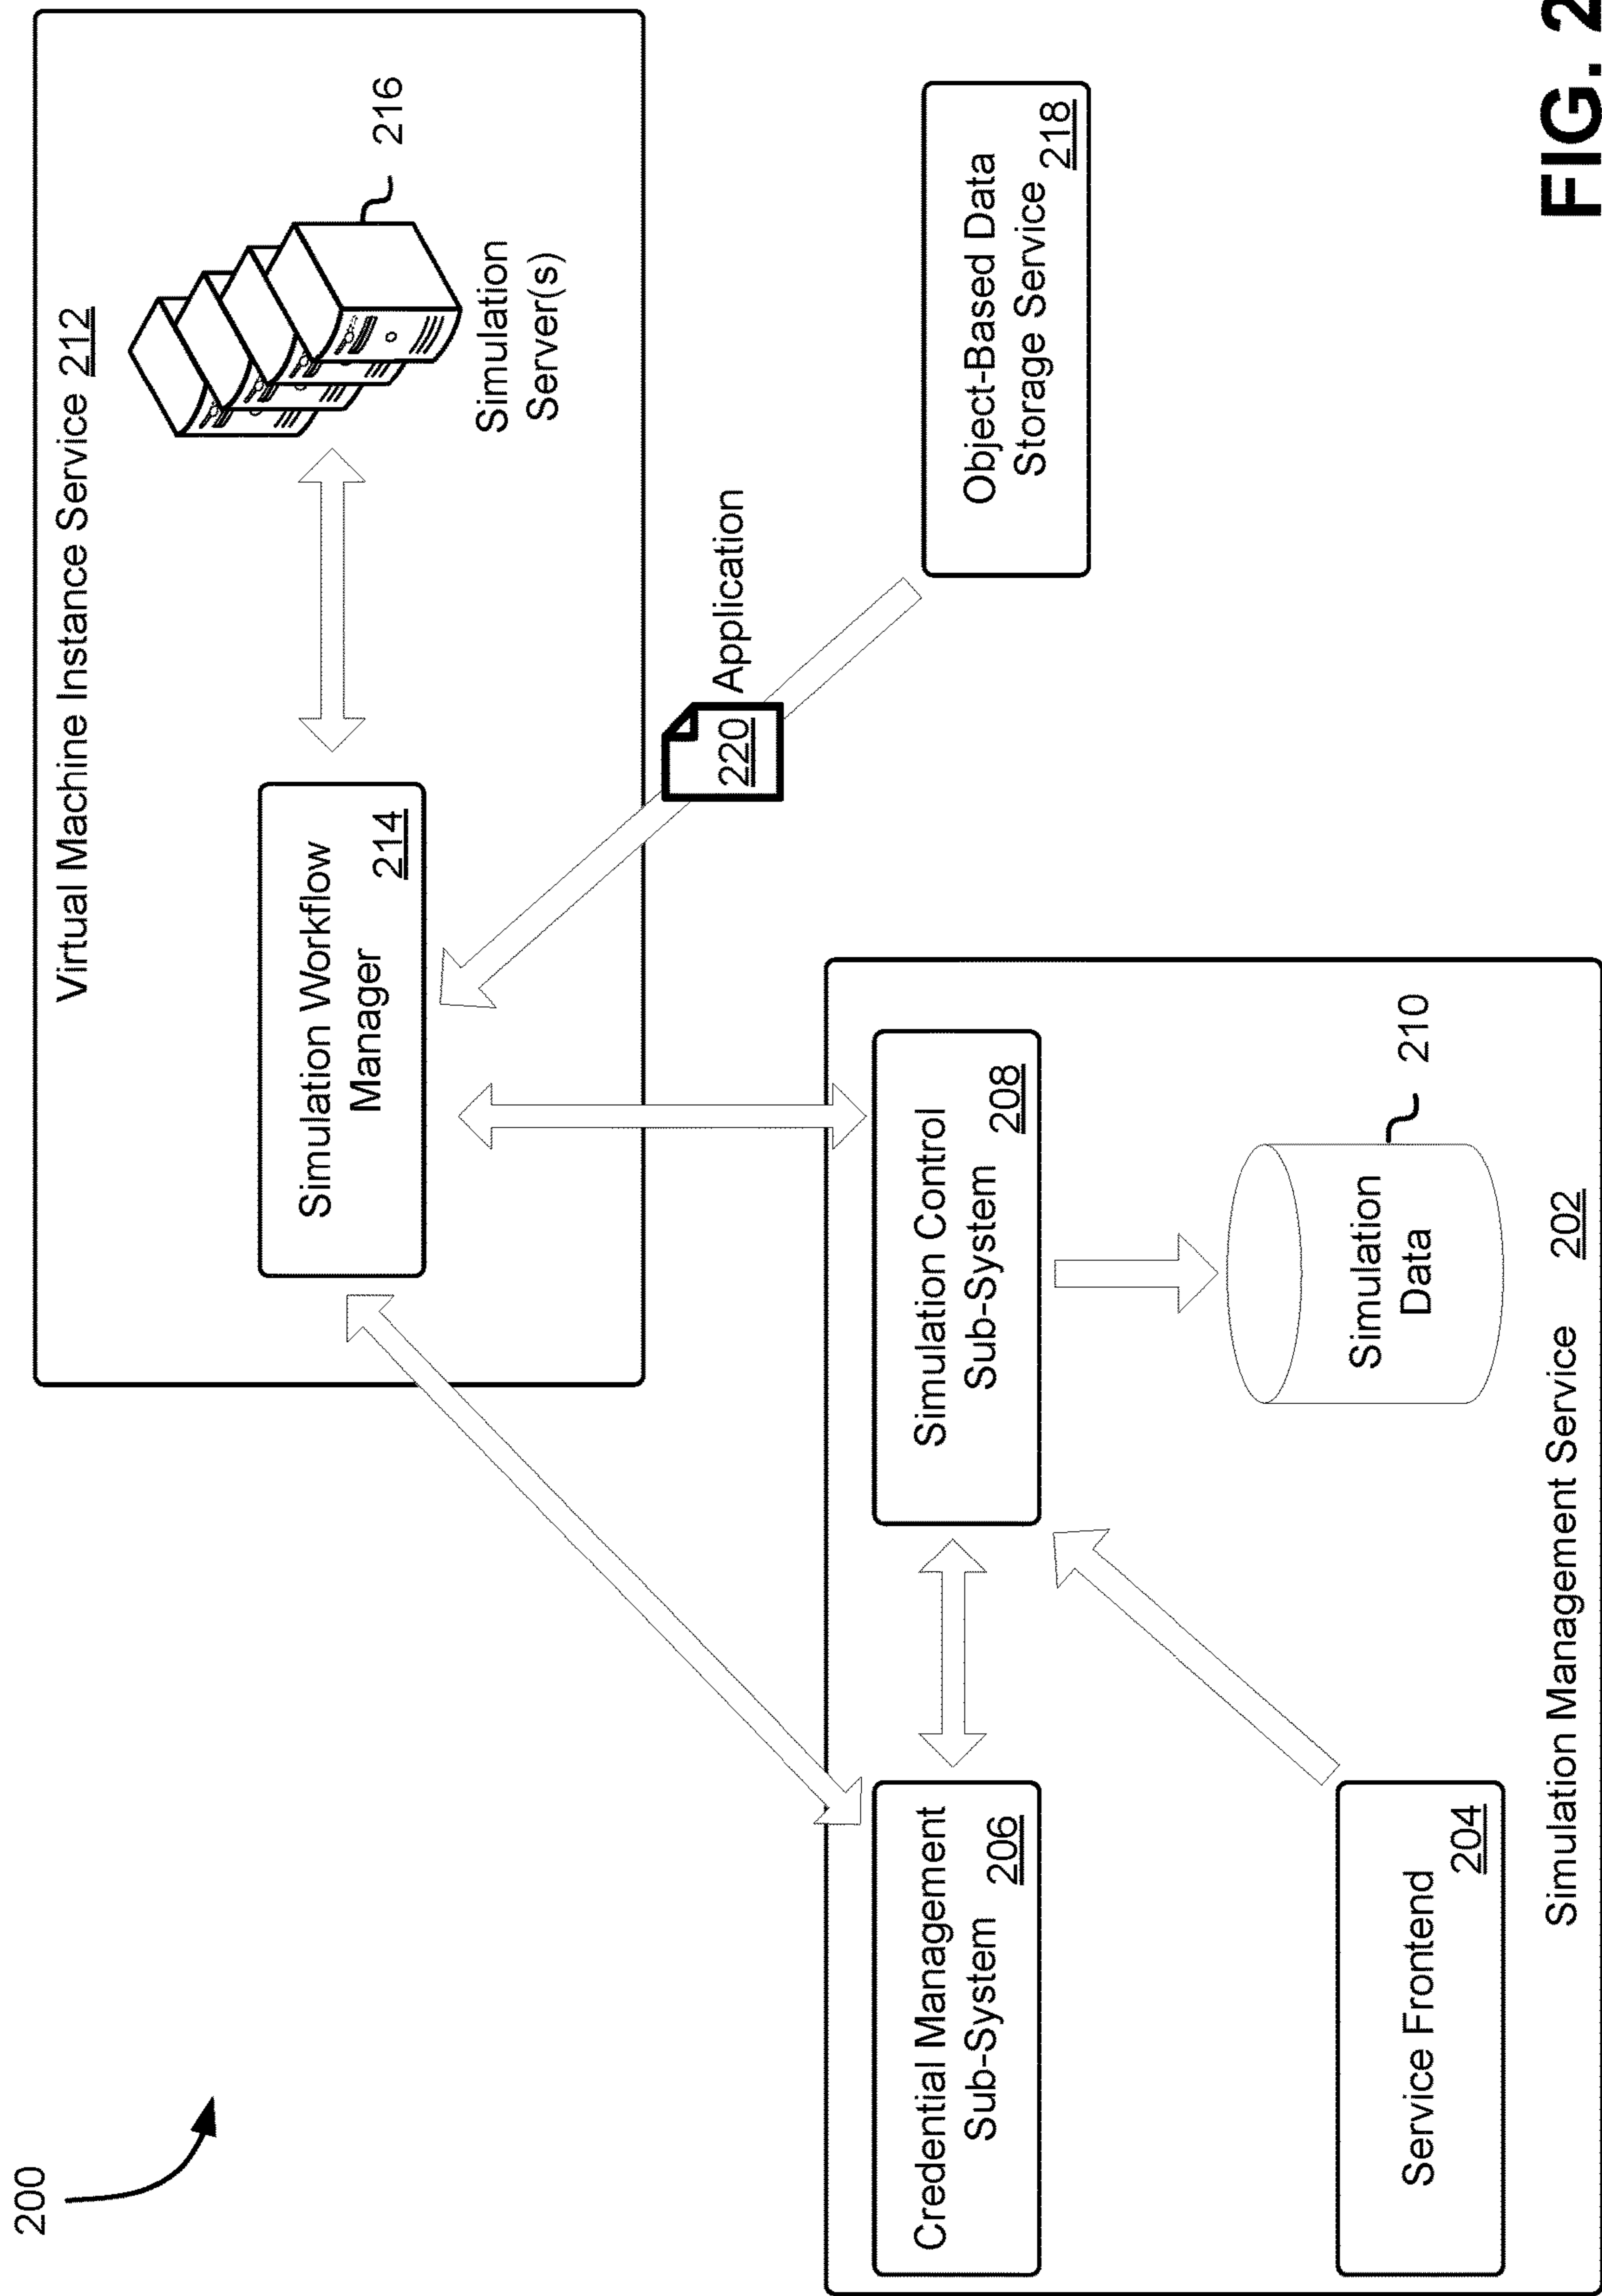 200
Virtual Machine Instance Service 212
Simulation Workflow
Manager
214
216
Simulation
Server(s)
220
Application
Object-Based Data
Storage Service
218
Credential Management
Sub-System
206
Simulation Control
Sub-System
208
Service Frontend
204
Simulation
Data
210
Simulation Management Service 202
FIG. 2